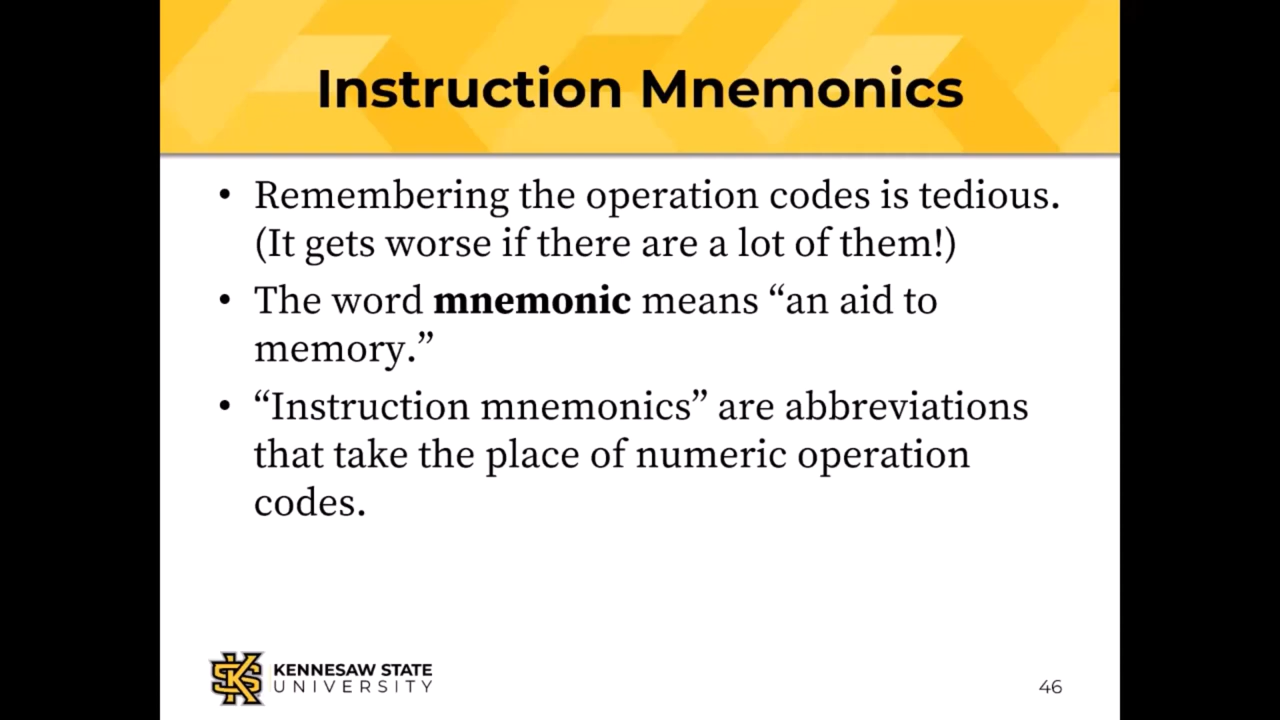 Instruction Mnemonics
• Remembering the operation codes is tedious.
(It gets worse if there are a lot of them!)
• The word mnemonic means “an aid to
memory.”
• “Instruction mnemonics” are abbreviations
that take the place of numeric operation
codes.
KENNESAW STATE
UNIVERSITY
46